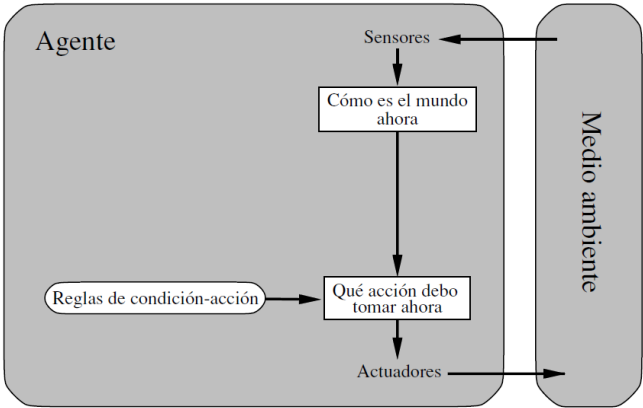 Agente
Sensores
Cómo es el mundo
ahora
Medio ambiente
Reglas de condición-acción
Qué acción debo
tomar ahora
Actuadores